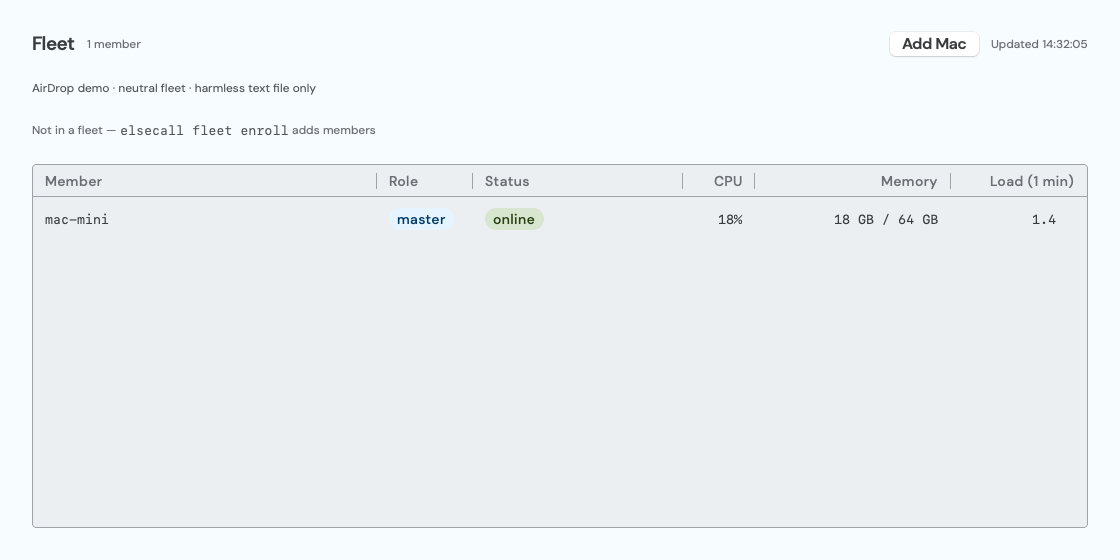 Fleet 1 member Add Mac Updated 14:32:05
AirDrop demo · neutral fleet · harmless text file only
Not in a fleet — elsecall fleet enroll adds members
Member Role Status CPU Memory Load (1 min)
mac-mini master online 18% 18 GB / 64 GB 1.4